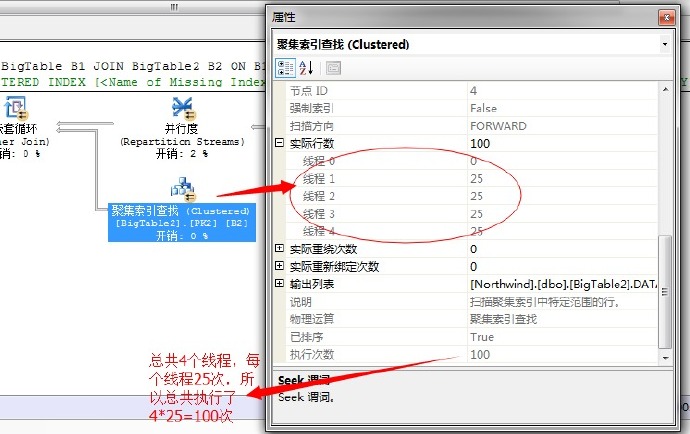 属性
聚集索引查找 (Clustered)
BigTable B1 JOIN BigTable2 B2 ON B1
TERED INDEX [<Name of Missing Index
套循环
er Join)
开销: 0 %
并行度
(Repartition Streams)
开销: 2 %
聚集索引查找 (Clustered)
[BigTable2].[PK2] [B2]
开销: 0 %
节点 ID 4
强制索引 False
扫描方向 FORWARD
实际行数 100
线程 0 0
线程 1 25
线程 2 25
线程 3 25
线程 4 25
实际重绕次数 0
实际重新绑定次数 0
输出列表 [Northwind].[dbo].[BigTable2].DATA
说明 扫描聚集索引中特定范围的行。
物理运算 聚集索引查找
已排序 True
执行次数 100
Seek 谓词
Seek 谓词。
总共4个线程，每
个线程25次．所
以总共执行了
4*25=100次